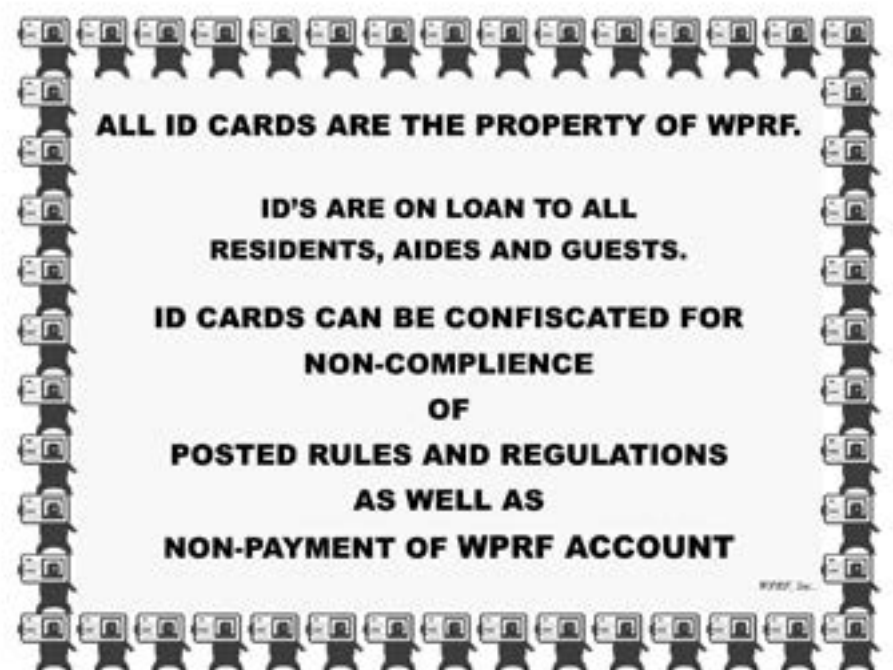 ALL ID CARDS ARE THE PROPERTY OF WPRF.
ID'S ARE ON LOAN TO ALL
RESIDENTS, AIDES AND GUESTS.
ID CARDS CAN BE CONFISCATED FOR
NON-COMPLIENCE
OF
POSTED RULES AND REGULATIONS
AS WELL AS
NON-PAYMENT OF WPRF ACCOUNT
WPRF, Inc.